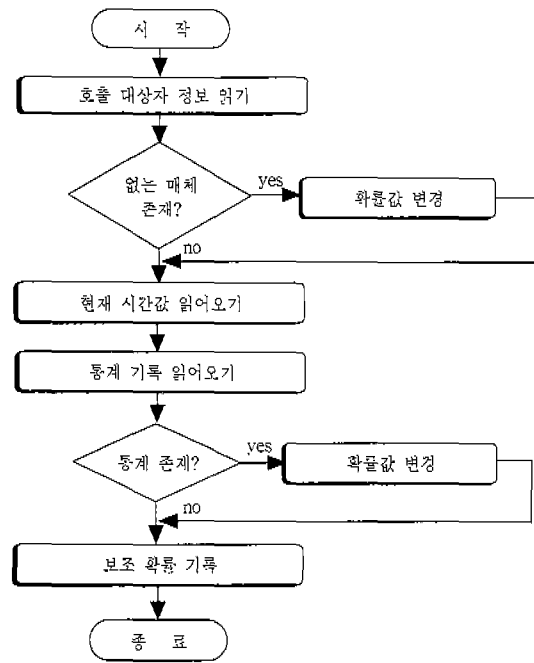 시 작
호출 대상자 정보 읽기
없는 매체
존재?
yes
확률값 변경
no
현재 시간값 읽어오기
통계 기록 읽어오기
통계 존재?
yes
확률값 변경
no
보조 확률 기록
종 료